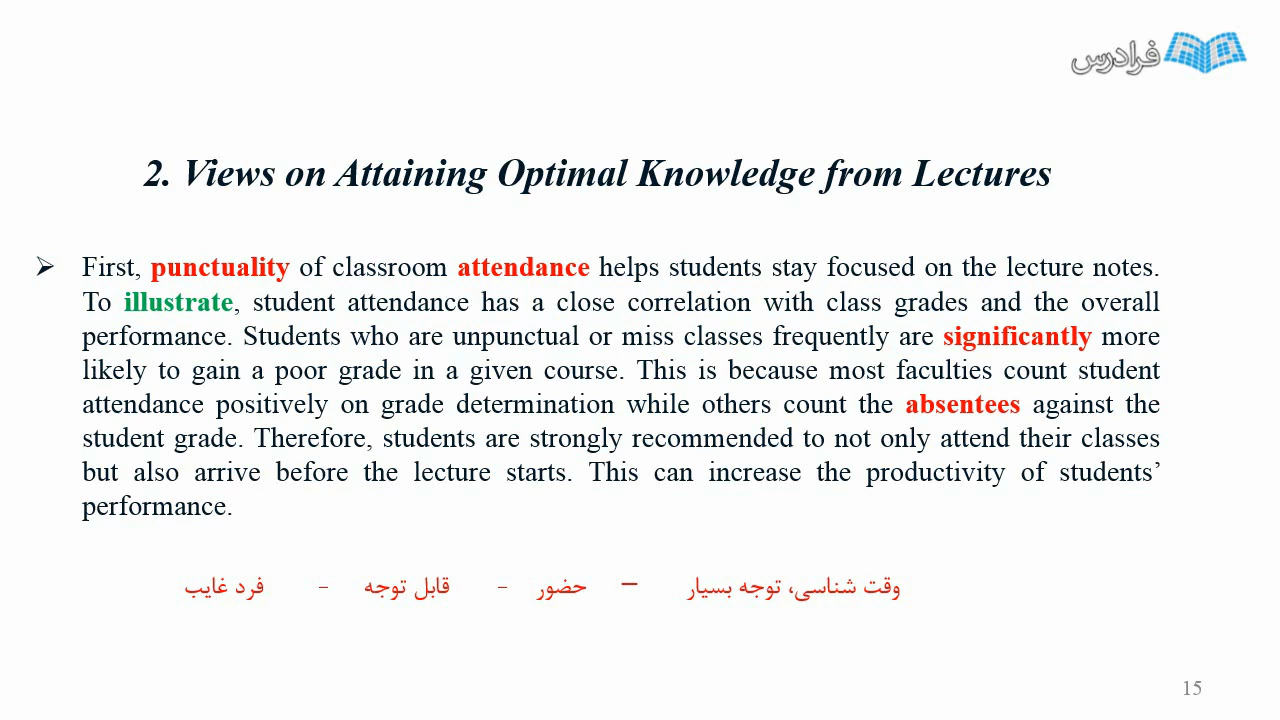 فرادرس
2. Views on Attaining Optimal Knowledge from Lectures
➢ First, punctuality of classroom attendance helps students stay focused on the lecture notes.
To illustrate, student attendance has a close correlation with class grades and the overall
performance. Students who are unpunctual or miss classes frequently are significantly more
likely to gain a poor grade in a given course. This is because most faculties count student
attendance positively on grade determination while others count the absentees against the
student grade. Therefore, students are strongly recommended to not only attend their classes
but also arrive before the lecture starts. This can increase the productivity of students’
performance.
وقت شناسی، توجه بسیار – حضور - قابل توجه - فرد غایب
15